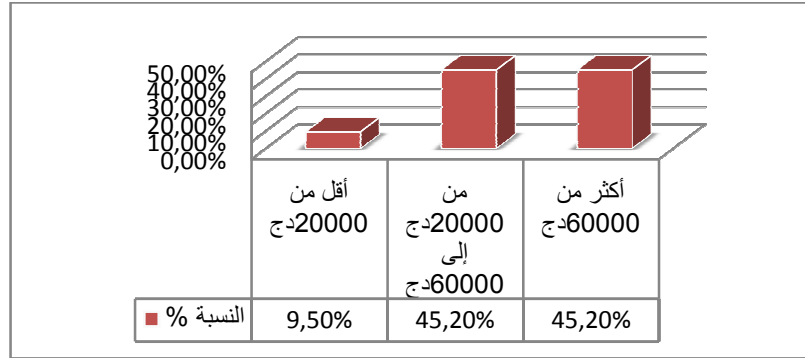 50,00%
40,00%
30,00%
20,00%
10,00%
0,00%
أقل من
20000دج
من
20000دج
إلى
60000دج
أكثر من
60000دج
النسبة %
9,50%
45,20%
45,20%